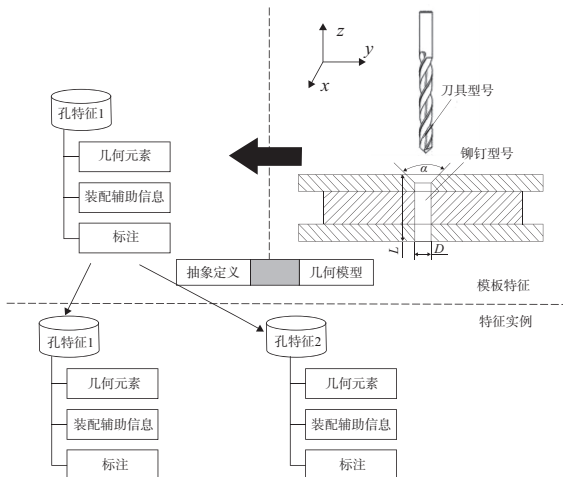 z
y
x
刀具型号
铆钉型号
α
L
D
孔特征1
几何元素
装配辅助信息
标注
抽象定义
几何模型
模板特征
特征实例
孔特征1
几何元素
装配辅助信息
标注
孔特征2
几何元素
装配辅助信息
标注